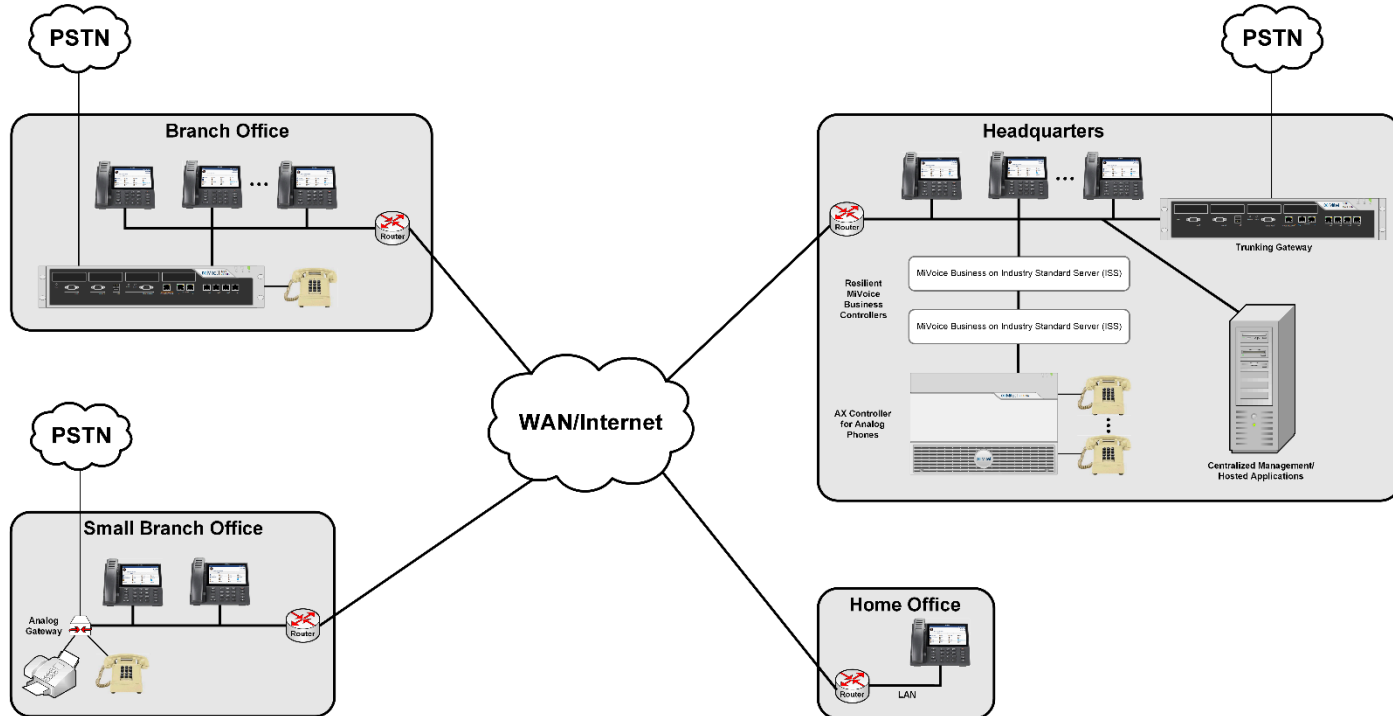 PSTN
PSTN
Branch Office
Headquarters
...
...
Router
Router
Trunking Gateway
MiVoice Business on Industry Standard Server (ISS)
Resilient
MiVoice
Business
Controllers
MiVoice Business on Industry Standard Server (ISS)
WAN/Internet
AX Controller
for Analog
Phones
PSTN
Centralized Management/
Hosted Applications
Small Branch Office
Analog
Gateway
Router
Home Office
Router
LAN